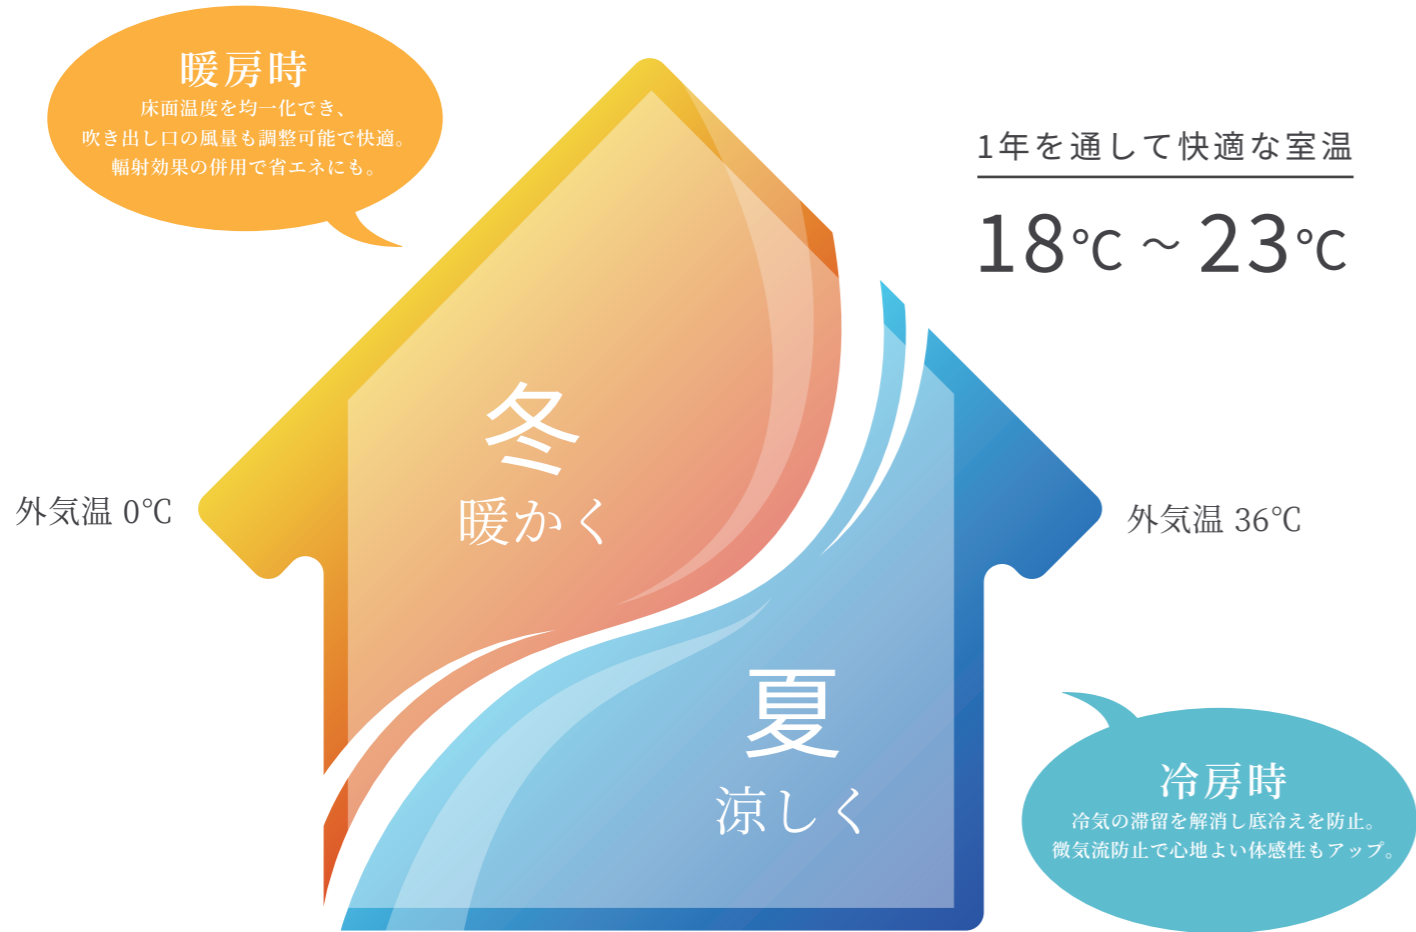 暖房時
床面温度を均一化でき、
吹き出し口の風量も調整可能で快適。
輻射効果の併用で省エネにも。
1年を通して快適な室温
18℃ ～ 23℃
冬
暖かく
外気温 0℃
外気温 36℃
夏
涼しく
冷房時
冷気の滞留を解消し底冷えを防止。
微気流防止で心地よい体感性もアップ。